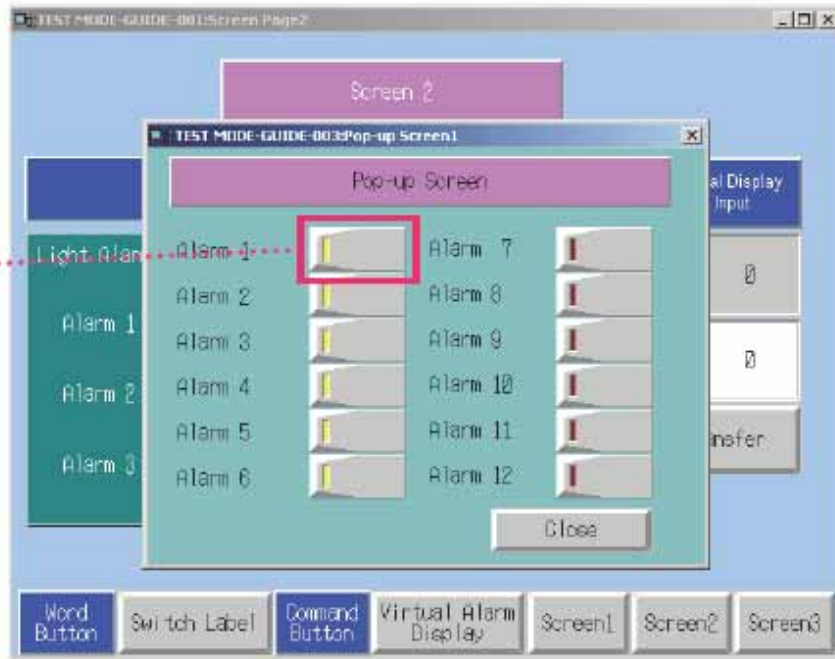 TEST MODE-GUIDE-001:Screen Page2
Screen 2
TEST MODE-GUIDE-003:Pop-up Screen1
Pop-up Screen
al Display
Input
Light Alarm
Alarm 1
Alarm 2
Alarm 3
Alarm 1
Alarm 2
Alarm 3
Alarm 4
Alarm 5
Alarm 6
Alarm 7
Alarm 8
Alarm 9
Alarm 10
Alarm 11
Alarm 12
0
0
nsfer
Close
Word
Button
Switch Label
Command
Button
Virtual Alarm
Display
Screen1
Screen2
Screen3